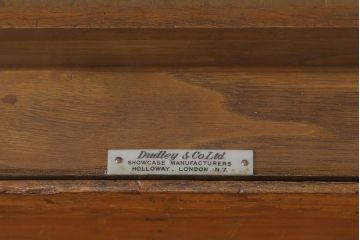 Dudley & Co Ltd
SHOWCASE MANUFACTURERS
HOLLOWAY. LONDON N.7.